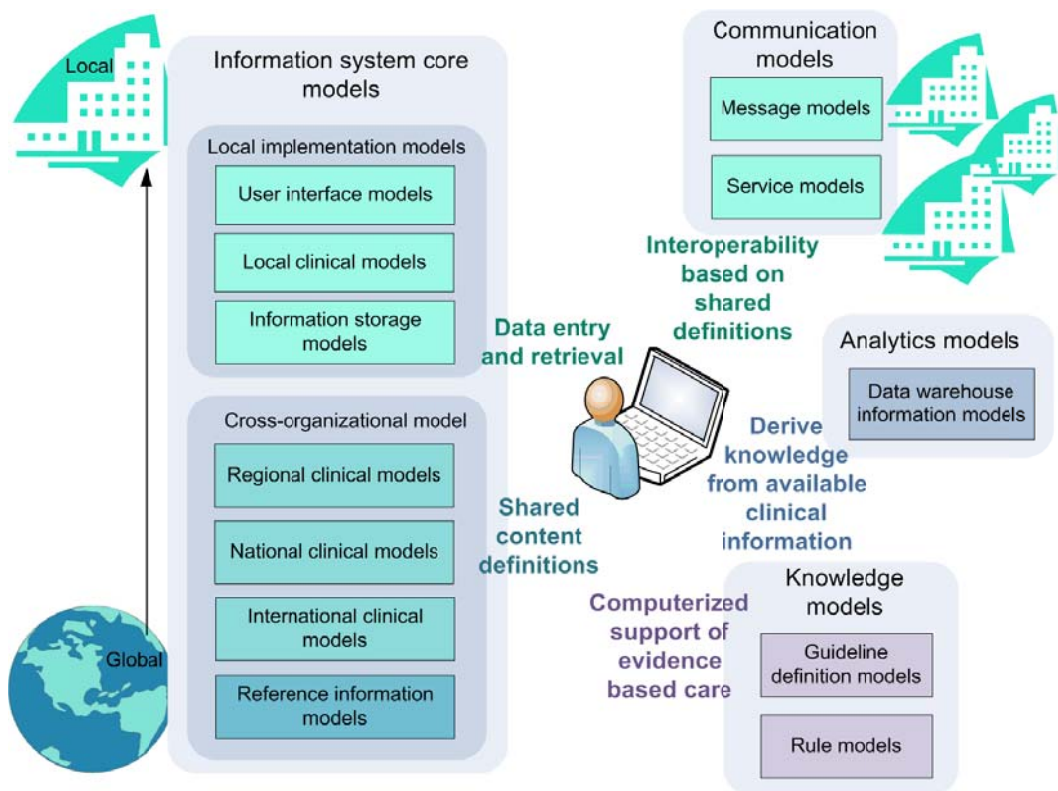 Local
Information system core
models
Local implementation models
User interface models
Local clinical models
Information storage
models
Cross-organizational model
Regional clinical models
National clinical models
International clinical
models
Reference information
models
Global
Data entry
and retrieval
Shared
content
definitions
Communication
models
Message models
Service models
Interoperability
based on
shared
definitions
Analytics models
Data warehouse
information models
Derive
knowledge
from available
clinical
information
Computerized
support of
evidence
based care
Knowledge
models
Guideline
definition models
Rule models